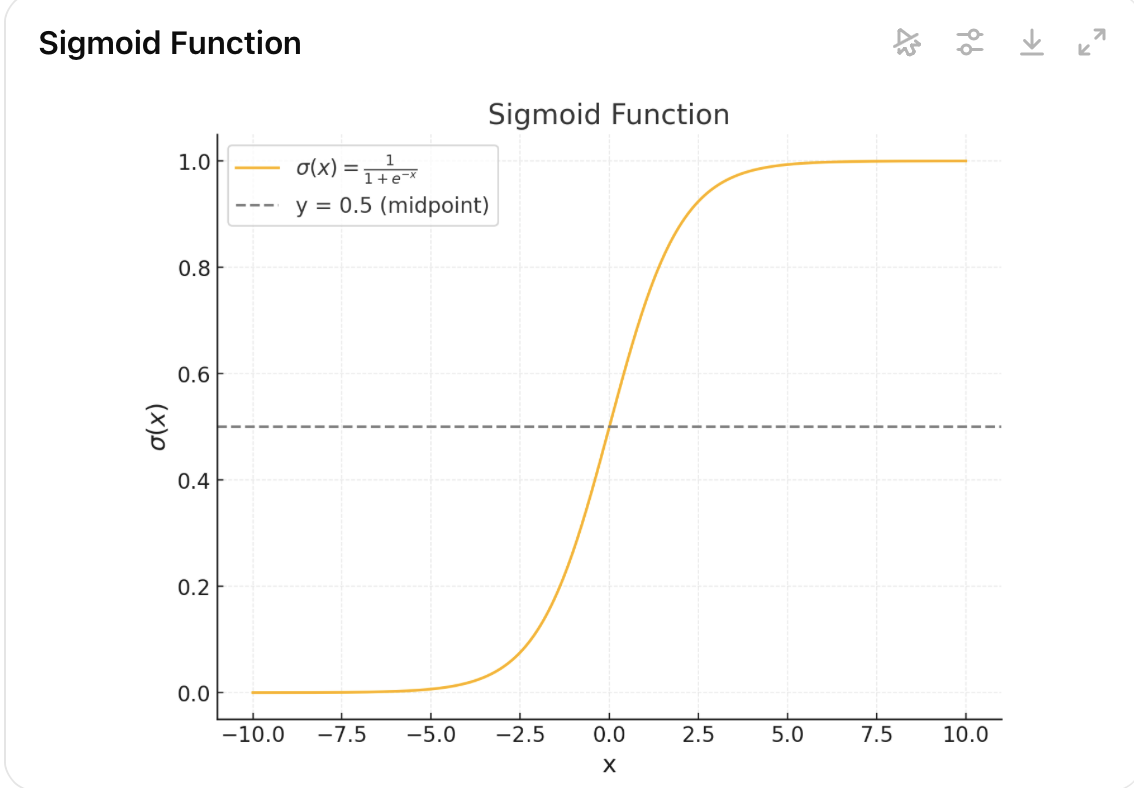 Sigmoid Function
Sigmoid Function
σ(x) = 1/(1 + e⁻ˣ)
y = 0.5 (midpoint)
1.0
0.8
0.6
0.4
0.2
0.0
σ(x)
−10.0 −7.5 −5.0 −2.5 0.0 2.5 5.0 7.5 10.0
x